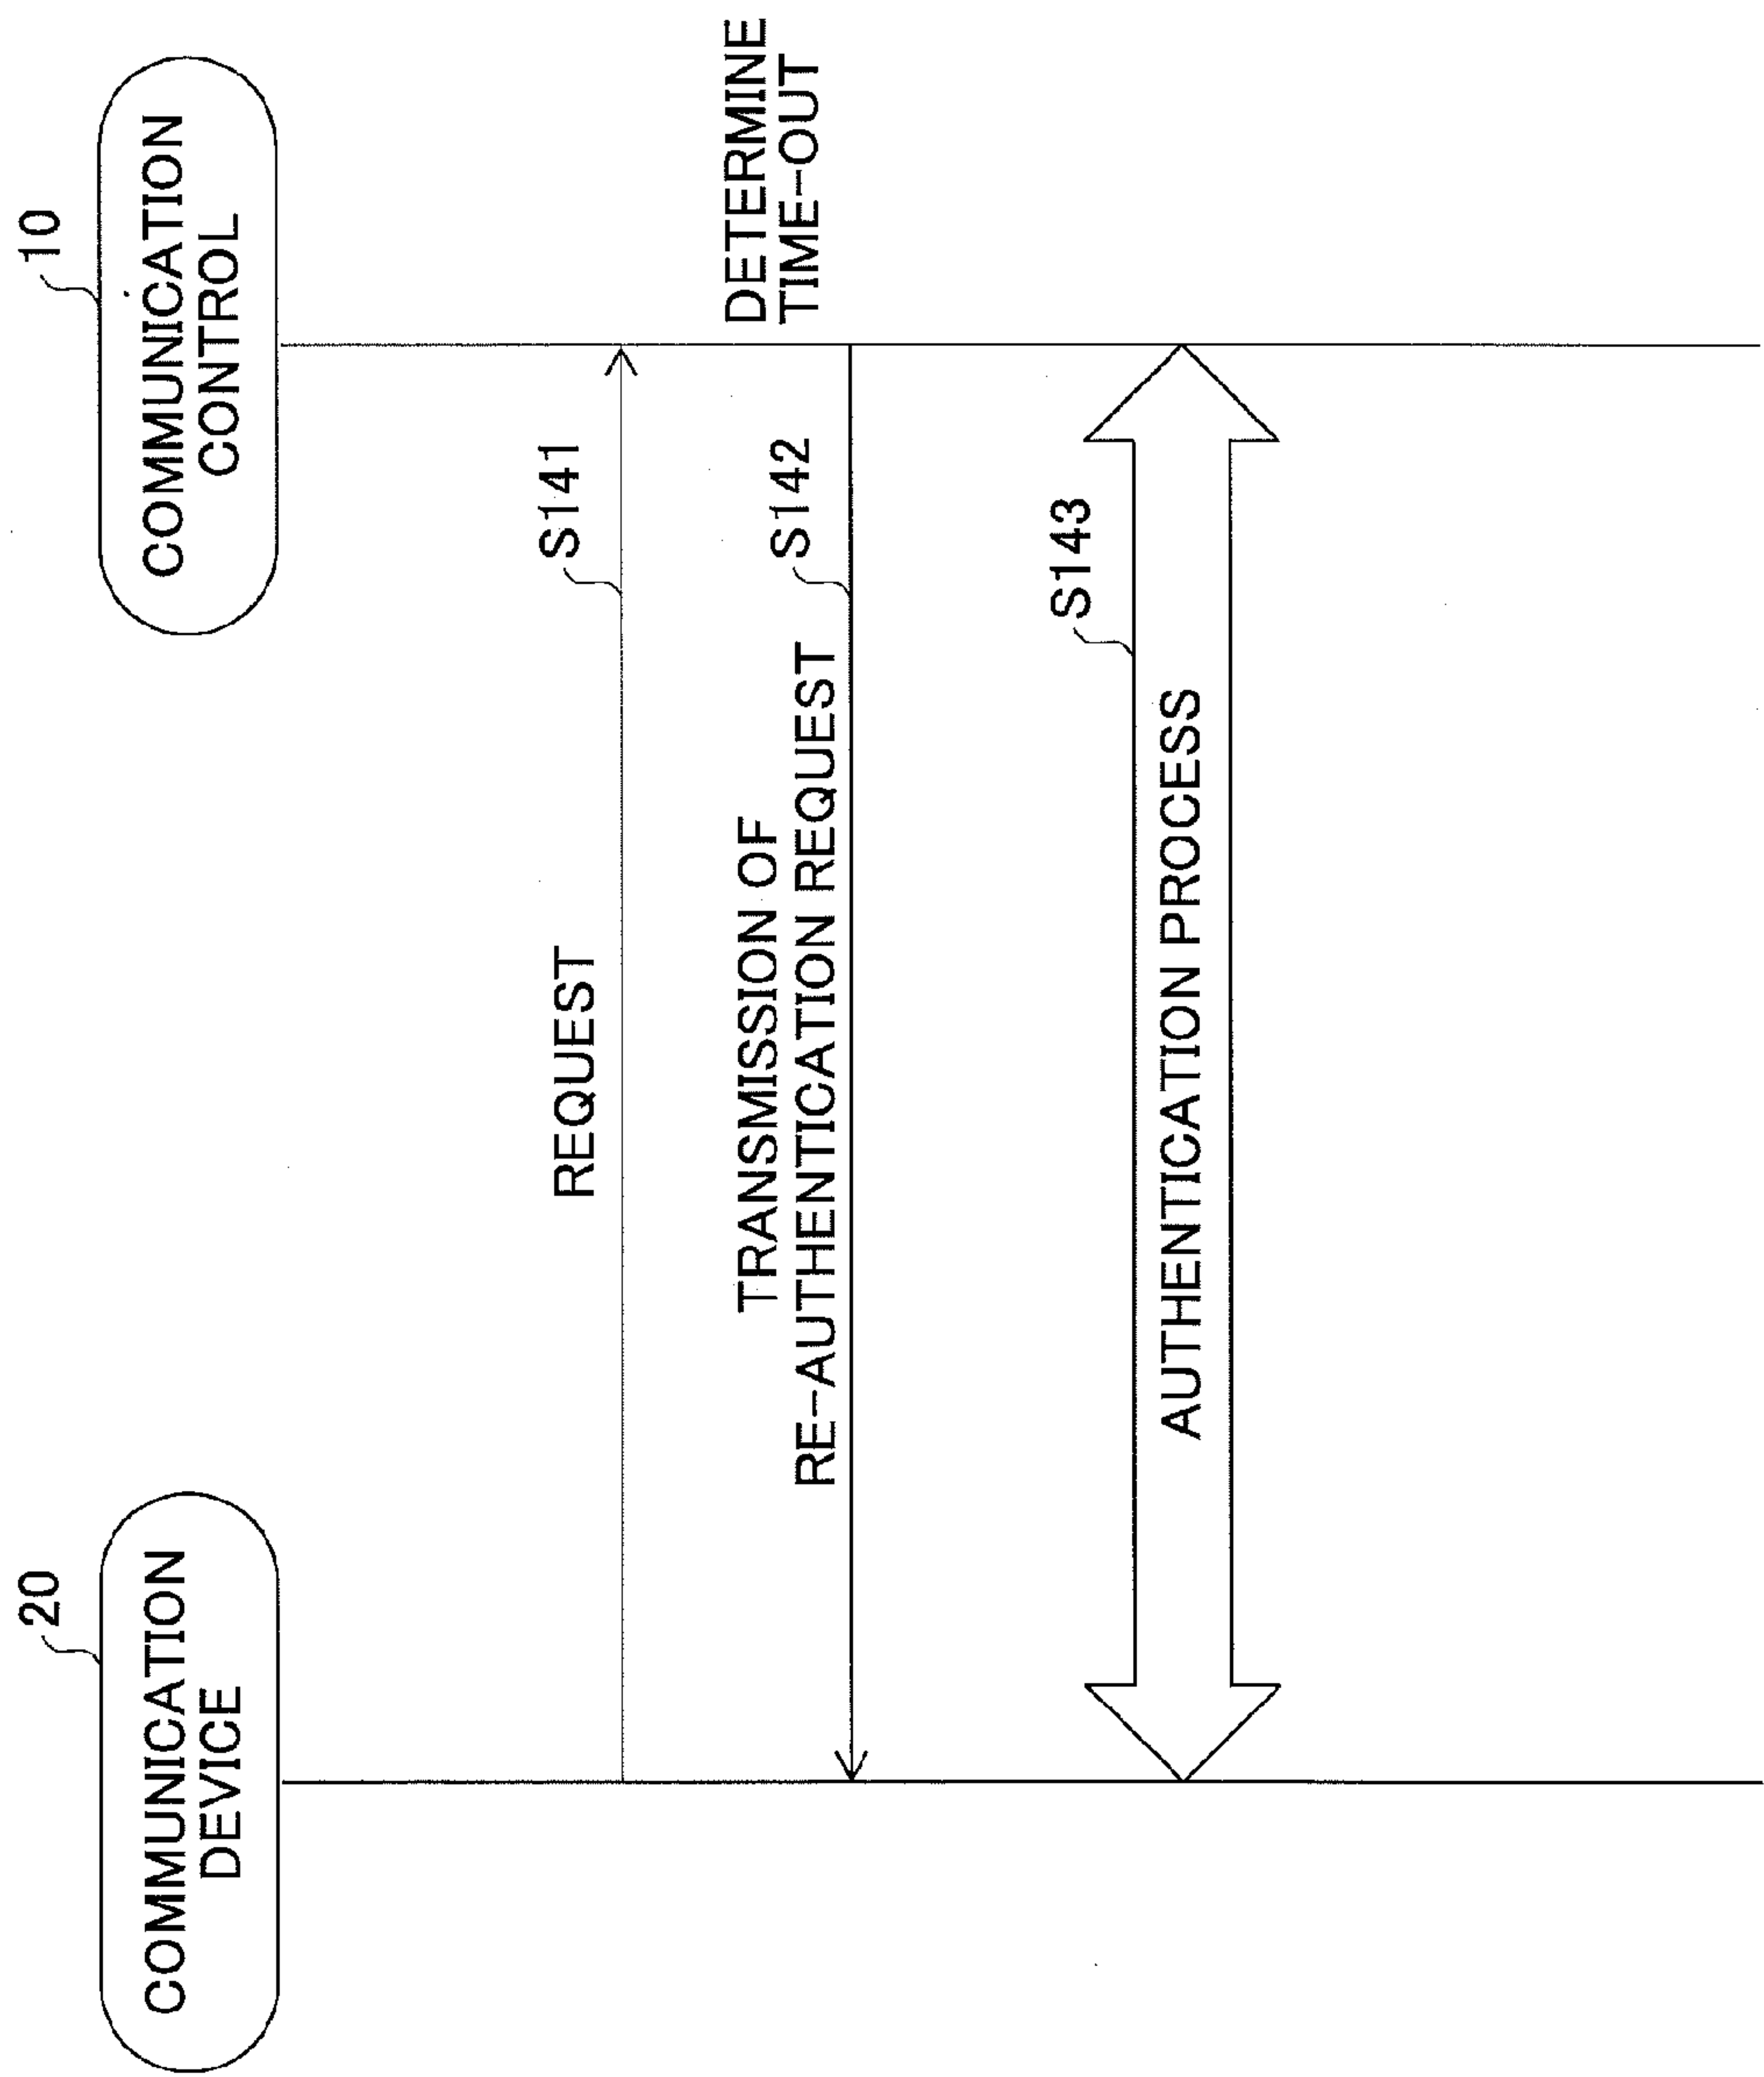 20
COMMUNICATION
DEVICE
10
COMMUNICATION
CONTROL
REQUEST
S141
TRANSMISSION OF
RE-AUTHENTICATION REQUEST
S142
DETERMINE
TIME-OUT
S143
AUTHENTICATION PROCESS